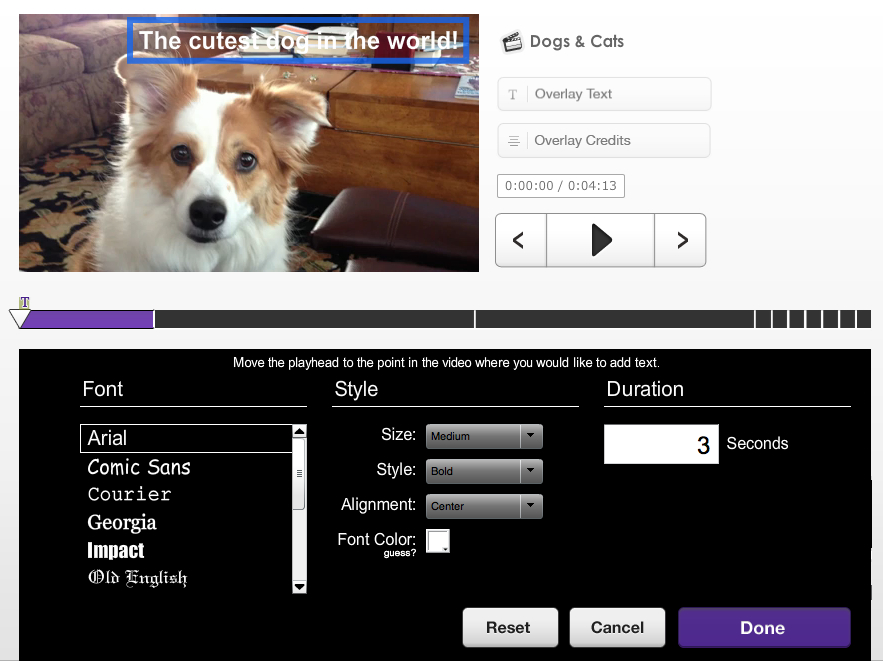 The cutest dog in the world!
Dogs & Cats
T Overlay Text
Overlay Credits
0:00:00 / 0:04:13
T
Move the playhead to the point in the video where you would like to add text.
Font
Style
Duration
Arial
Comic Sans
Courier
Georgia
Impact
Old English
Size: Medium
Style: Bold
Alignment: Center
Font Color:
guess?
3 Seconds
Reset
Cancel
Done